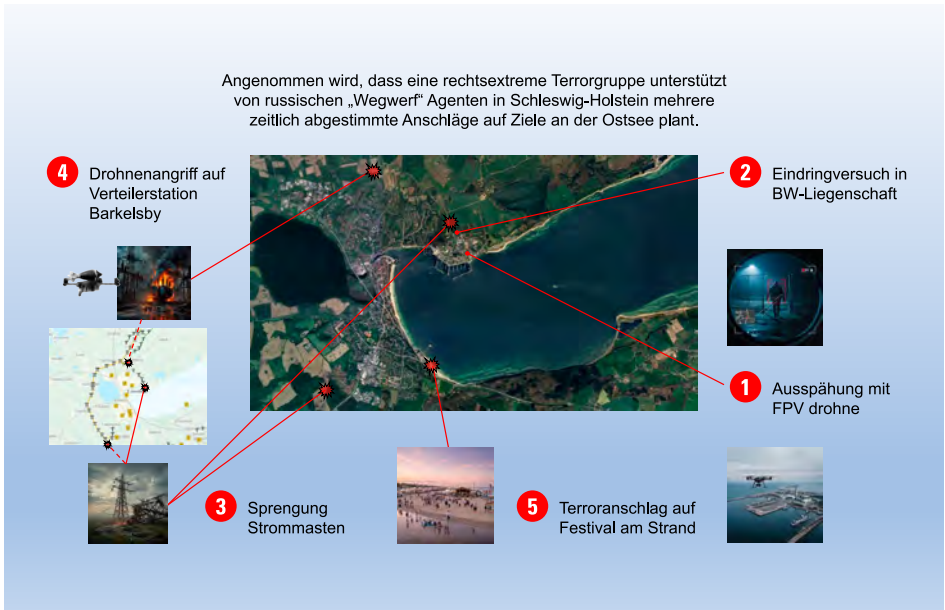 Angenommen wird, dass eine rechtsextreme Terrorgruppe unterstützt
von russischen „Wegwerf“ Agenten in Schleswig-Holstein mehrere
zeitlich abgestimmte Anschläge auf Ziele an der Ostsee plant.
4
Drohnenangriff auf
Verteilerstation
Barkelsby
2
Eindringversuch in
BW-Liegenschaft
1
Ausspähung mit
FPV drohne
3
Sprengung
Strommasten
5
Terroranschlag auf
Festival am Strand